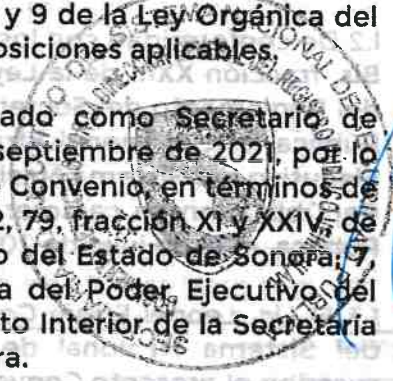 y 9 de la Ley Orgánica del
posiciones aplicables.
ado como Secretario de
septiembre de 2021, por lo
Convenio, en términos de
2, 79, fracción XI y XXIV, de
o del Estado de Sonora; 7,
a del Poder Ejecutivo del
to Interior de la Secretaría
ra.